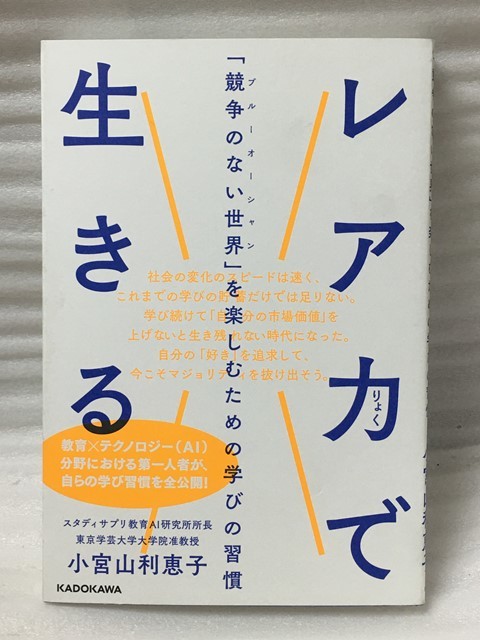 レア力で
りょく
生きる
ブルーオーシャン
「競争のない世界」を楽しむための学びの習慣
社会の変化のスピードは速く、
これまでの学びの貯蓄だけでは足りない。
学び続けて「自分の市場価値」を
上げないと生き残れない時代になった。
自分の「好き」を追求して、
今こそマジョリティを抜け出そう。
教育×テクノロジー(AI)
分野における第一人者が、
自らの学び習慣を全公開!
スタディサプリ教育AI研究所所長
東京学芸大学大学院准教授
小宮山利恵子
KADOKAWA